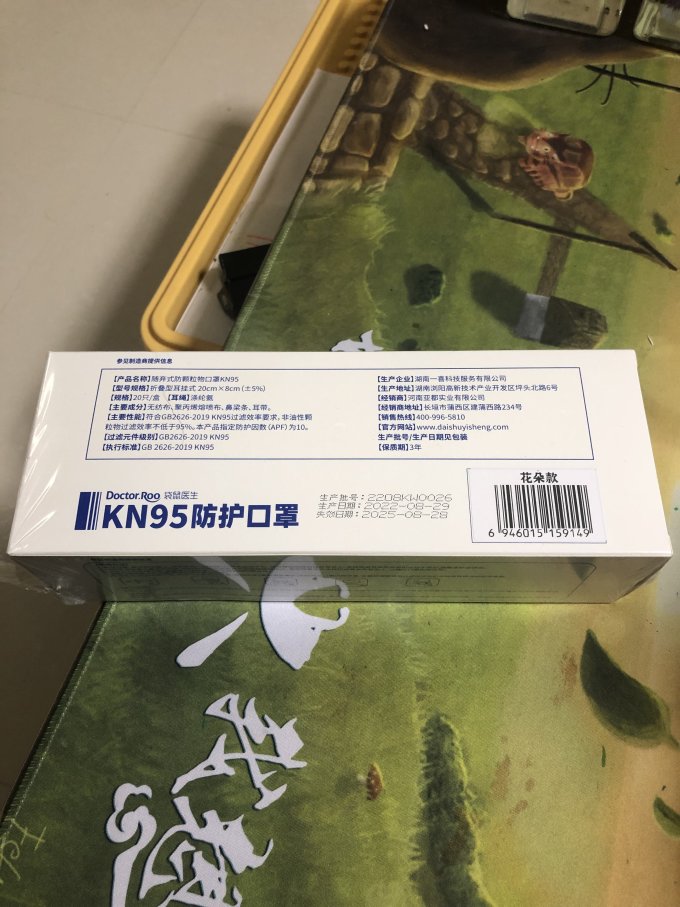 参见制造商提供信息
【产品名称】随弃式防颗粒物口罩KN95
【型号规格】折叠型耳挂式 20cm×8cm (±5%)
【规格】20只/盒 【耳绳】涤纶氨
【主要成分】无纺布、聚丙烯熔喷布、鼻梁条、耳带。
【主要性能】符合GB2626-2019 KN95过滤效率要求，非油性颗
粒物过滤效率不低于95%。本产品指定防护因数(APF)为10。
【过滤元件级别】GB2626-2019 KN95
【执行标准】GB 2626-2019 KN95
【生产企业】湖南一喜科技服务有限公司
【生产地址】湖南浏阳高新技术产业开发区坪头北路6号
【经销商】河南亚都实业有限公司
【经销商地址】长垣市蒲西区建蒲西路234号
【销售热线】400-996-5810
【官方网站】www.daishuyisheng.com
生产批号/生产日期见包装
【保质期】3年
Doctor.Roo 袋鼠医生
KN95防护口罩
生产批号: 2208KW0026
生产日期: 2022-08-29
失效日期: 2025-08-28
花朵款
6 946015 159149
我想